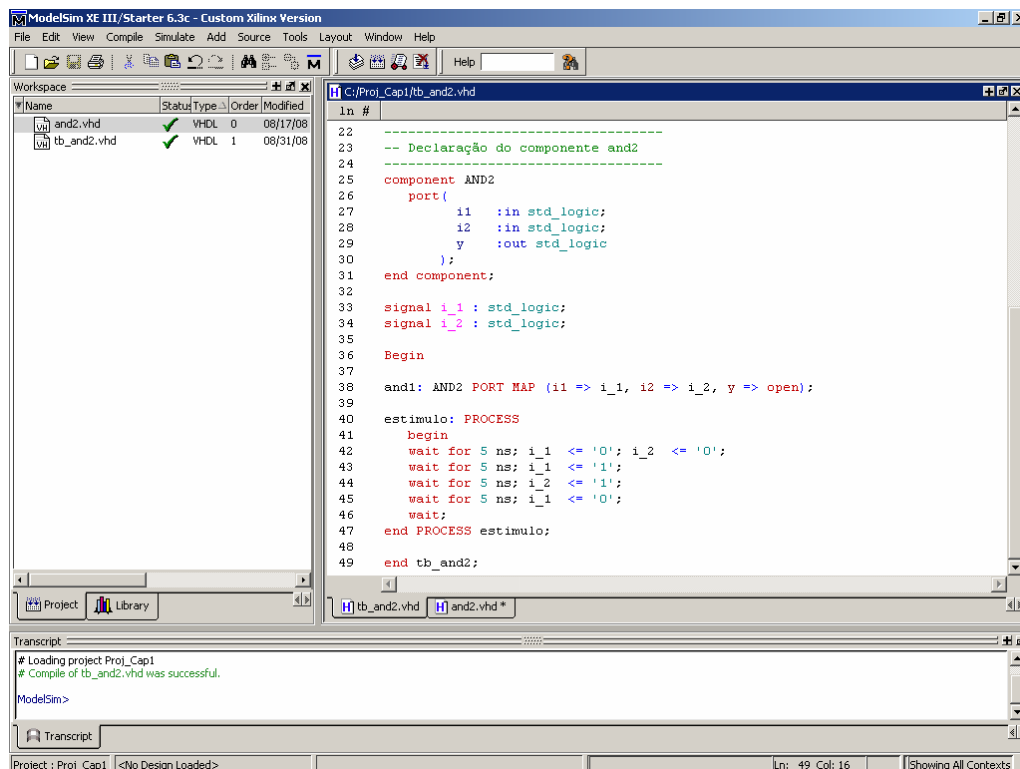 ModelSim XE III/Starter 6.3c - Custom Xilinx Version
File Edit View Compile Simulate Add Source Tools Layout Window Help
Help
Workspace
Name Status Type Order Modified
and2.vhd VHDL 0 08/17/08
tb_and2.vhd VHDL 1 08/31/08
Project Library
C:/Proj_Cap1/tb_and2.vhd
ln #
22 -----------------------------------
23 -- Declaração do componente and2
24 -----------------------------------
25 component AND2
26 port(
27 i1 :in std_logic;
28 i2 :in std_logic;
29 y :out std_logic
30 );
31 end component;
32
33 signal i_1 : std_logic;
34 signal i_2 : std_logic;
35
36 Begin
37
38 and1: AND2 PORT MAP (i1 => i_1, i2 => i_2, y => open);
39
40 estimulo: PROCESS
41 begin
42 wait for 5 ns; i_1 <= '0'; i_2 <= '0';
43 wait for 5 ns; i_1 <= '1';
44 wait for 5 ns; i_2 <= '1';
45 wait for 5 ns; i_1 <= '0';
46 wait;
47 end PROCESS estimulo;
48
49 end tb_and2;
tb_and2.vhd and2.vhd *
Transcript
# Loading project Proj_Cap1
# Compile of tb_and2.vhd was successful.
ModelSim>
Transcript
Project : Proj_Cap1 <No Design Loaded> Ln: 49 Col: 16 Showing All Contexts